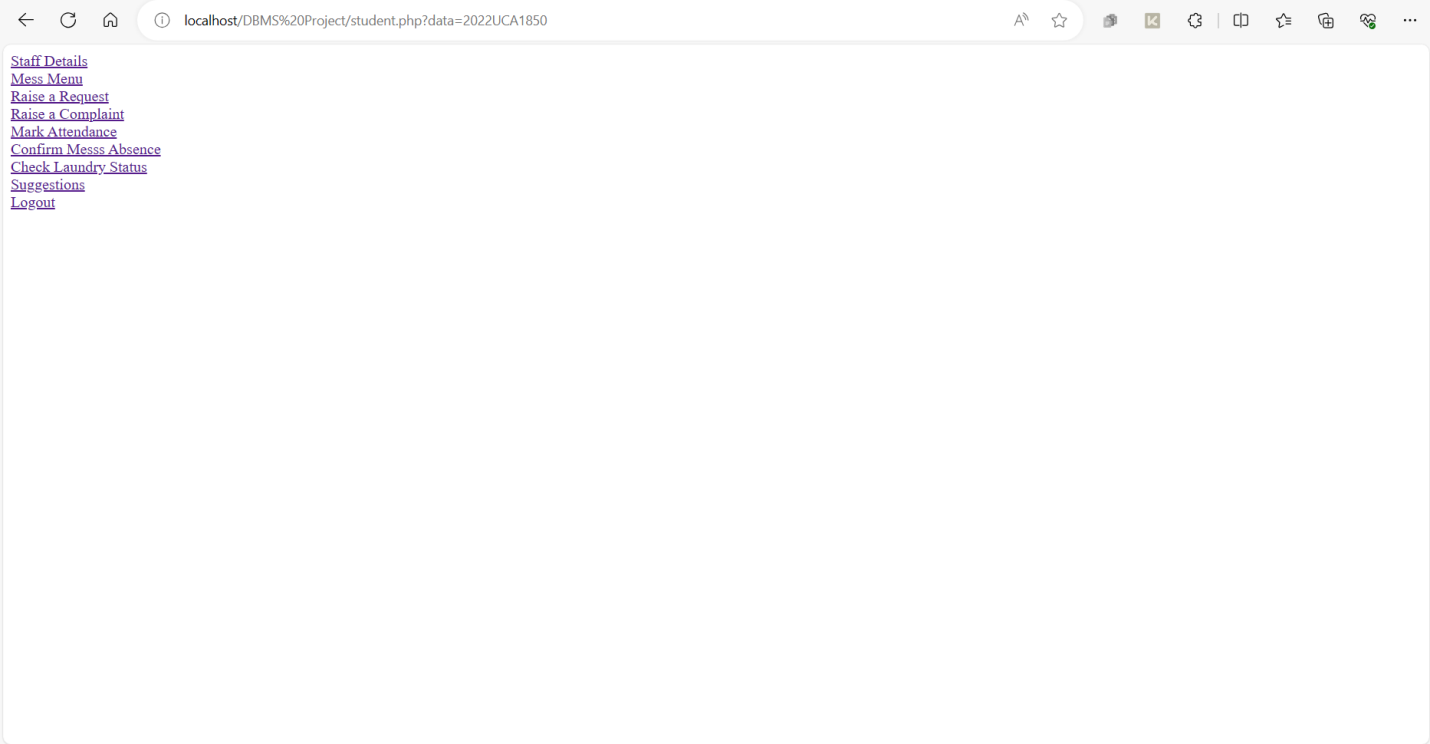 localhost/DBMS%20Project/student.php?data=2022UCA1850
Staff Details
Mess Menu
Raise a Request
Raise a Complaint
Mark Attendance
Confirm Messs Absence
Check Laundry Status
Suggestions
Logout